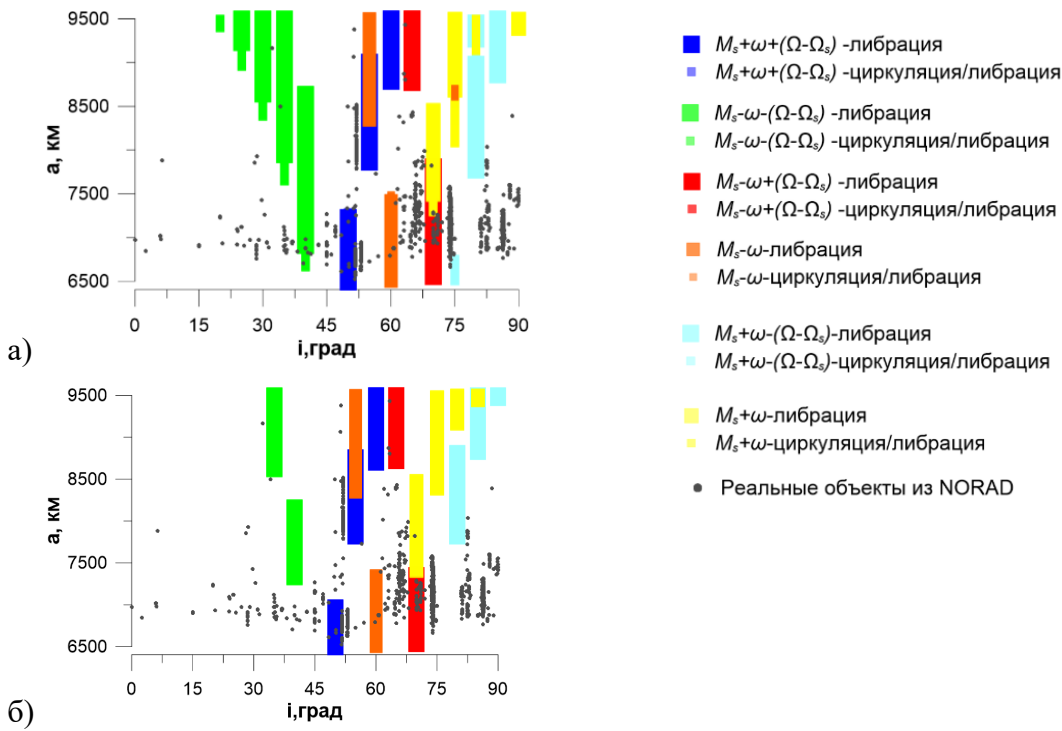 9500
8500
7500
6500
a, км
0 15 30 45 60 75 90
i,град
а)
9500
8500
7500
6500
a, км
0 15 30 45 60 75 90
i,град
б)
Ms+ω+(Ω-Ωs) -либрация
Ms+ω+(Ω-Ωs) -циркуляция/либрация
Ms-ω-(Ω-Ωs) -либрация
Ms-ω-(Ω-Ωs) -циркуляция/либрация
Ms-ω+(Ω-Ωs) -либрация
Ms-ω+(Ω-Ωs) -циркуляция/либрация
Ms-ω-либрация
Ms-ω-циркуляция/либрация
Ms+ω-(Ω-Ωs)-либрация
Ms+ω-(Ω-Ωs)-циркуляция/либрация
Ms+ω-либрация
Ms+ω-циркуляция/либрация
Реальные объекты из NORAD